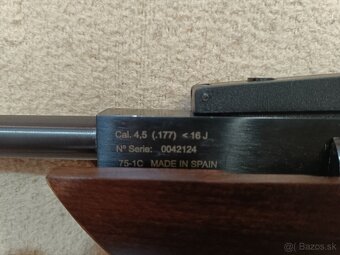 Cal. 4,5 (.177) < 16 J
Nº Serie: 0042124
75-1C MADE IN SPAIN
Bazos.sk